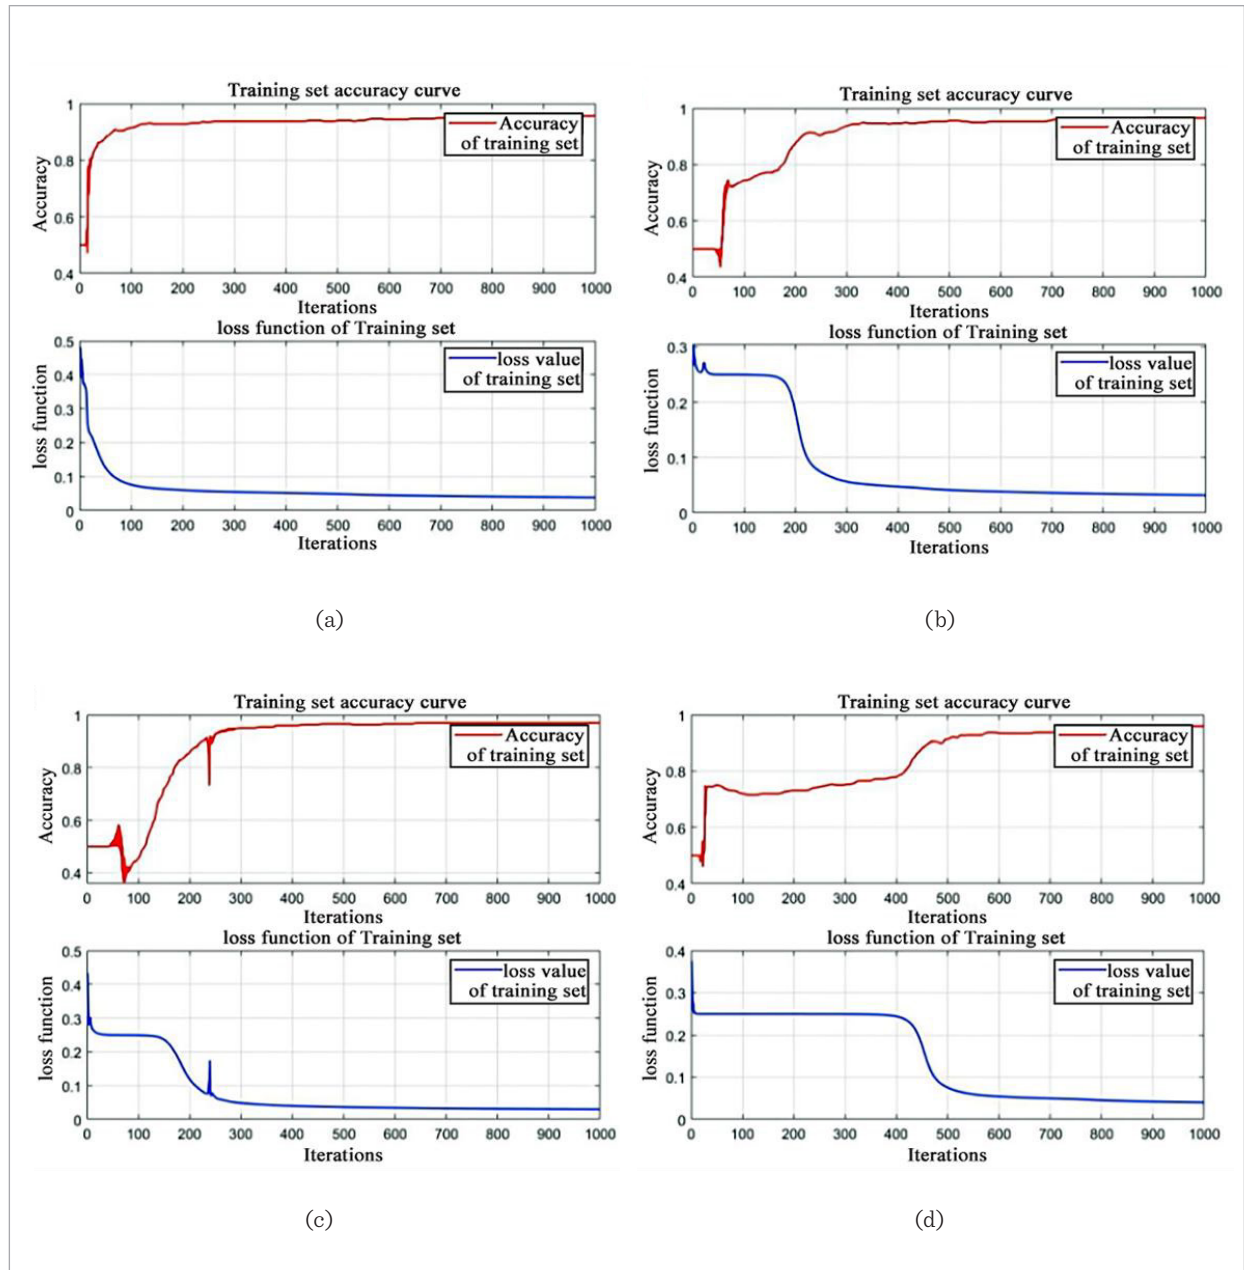 Training set accuracy curve
1
0.8
0.6
0.4
Accuracy
Accuracy
of training set
0 100 200 300 400 500 600 700 800 900 1000
Iterations
loss function of Training set
0.5
0.4
0.3
0.2
0.1
0
loss function
loss value
of training set
0 100 200 300 400 500 600 700 800 900 1000
Iterations
(a)
Training set accuracy curve
1
0.8
0.6
0.4
Accuracy
Accuracy
of training set
0 100 200 300 400 500 600 700 800 900 1000
Iterations
loss function of Training set
0.3
0.2
0.1
0
loss function
loss value
of training set
0 100 200 300 400 500 600 700 800 900 1000
Iterations
(b)
Training set accuracy curve
1
0.8
0.6
0.4
Accuracy
Accuracy
of training set
0 100 200 300 400 500 600 700 800 900 1000
Iterations
loss function of Training set
0.5
0.4
0.3
0.2
0.1
0
loss function
loss value
of training set
0 100 200 300 400 500 600 700 800 900 1000
Iterations
(c)
Training set accuracy curve
1
0.8
0.6
0.4
Accuracy
Accuracy
of training set
0 100 200 300 400 500 600 700 800 900 1000
Iterations
loss function of Training set
0.4
0.3
0.2
0.1
0
loss function
loss value
of training set
0 100 200 300 400 500 600 700 800 900 1000
Iterations
(d)